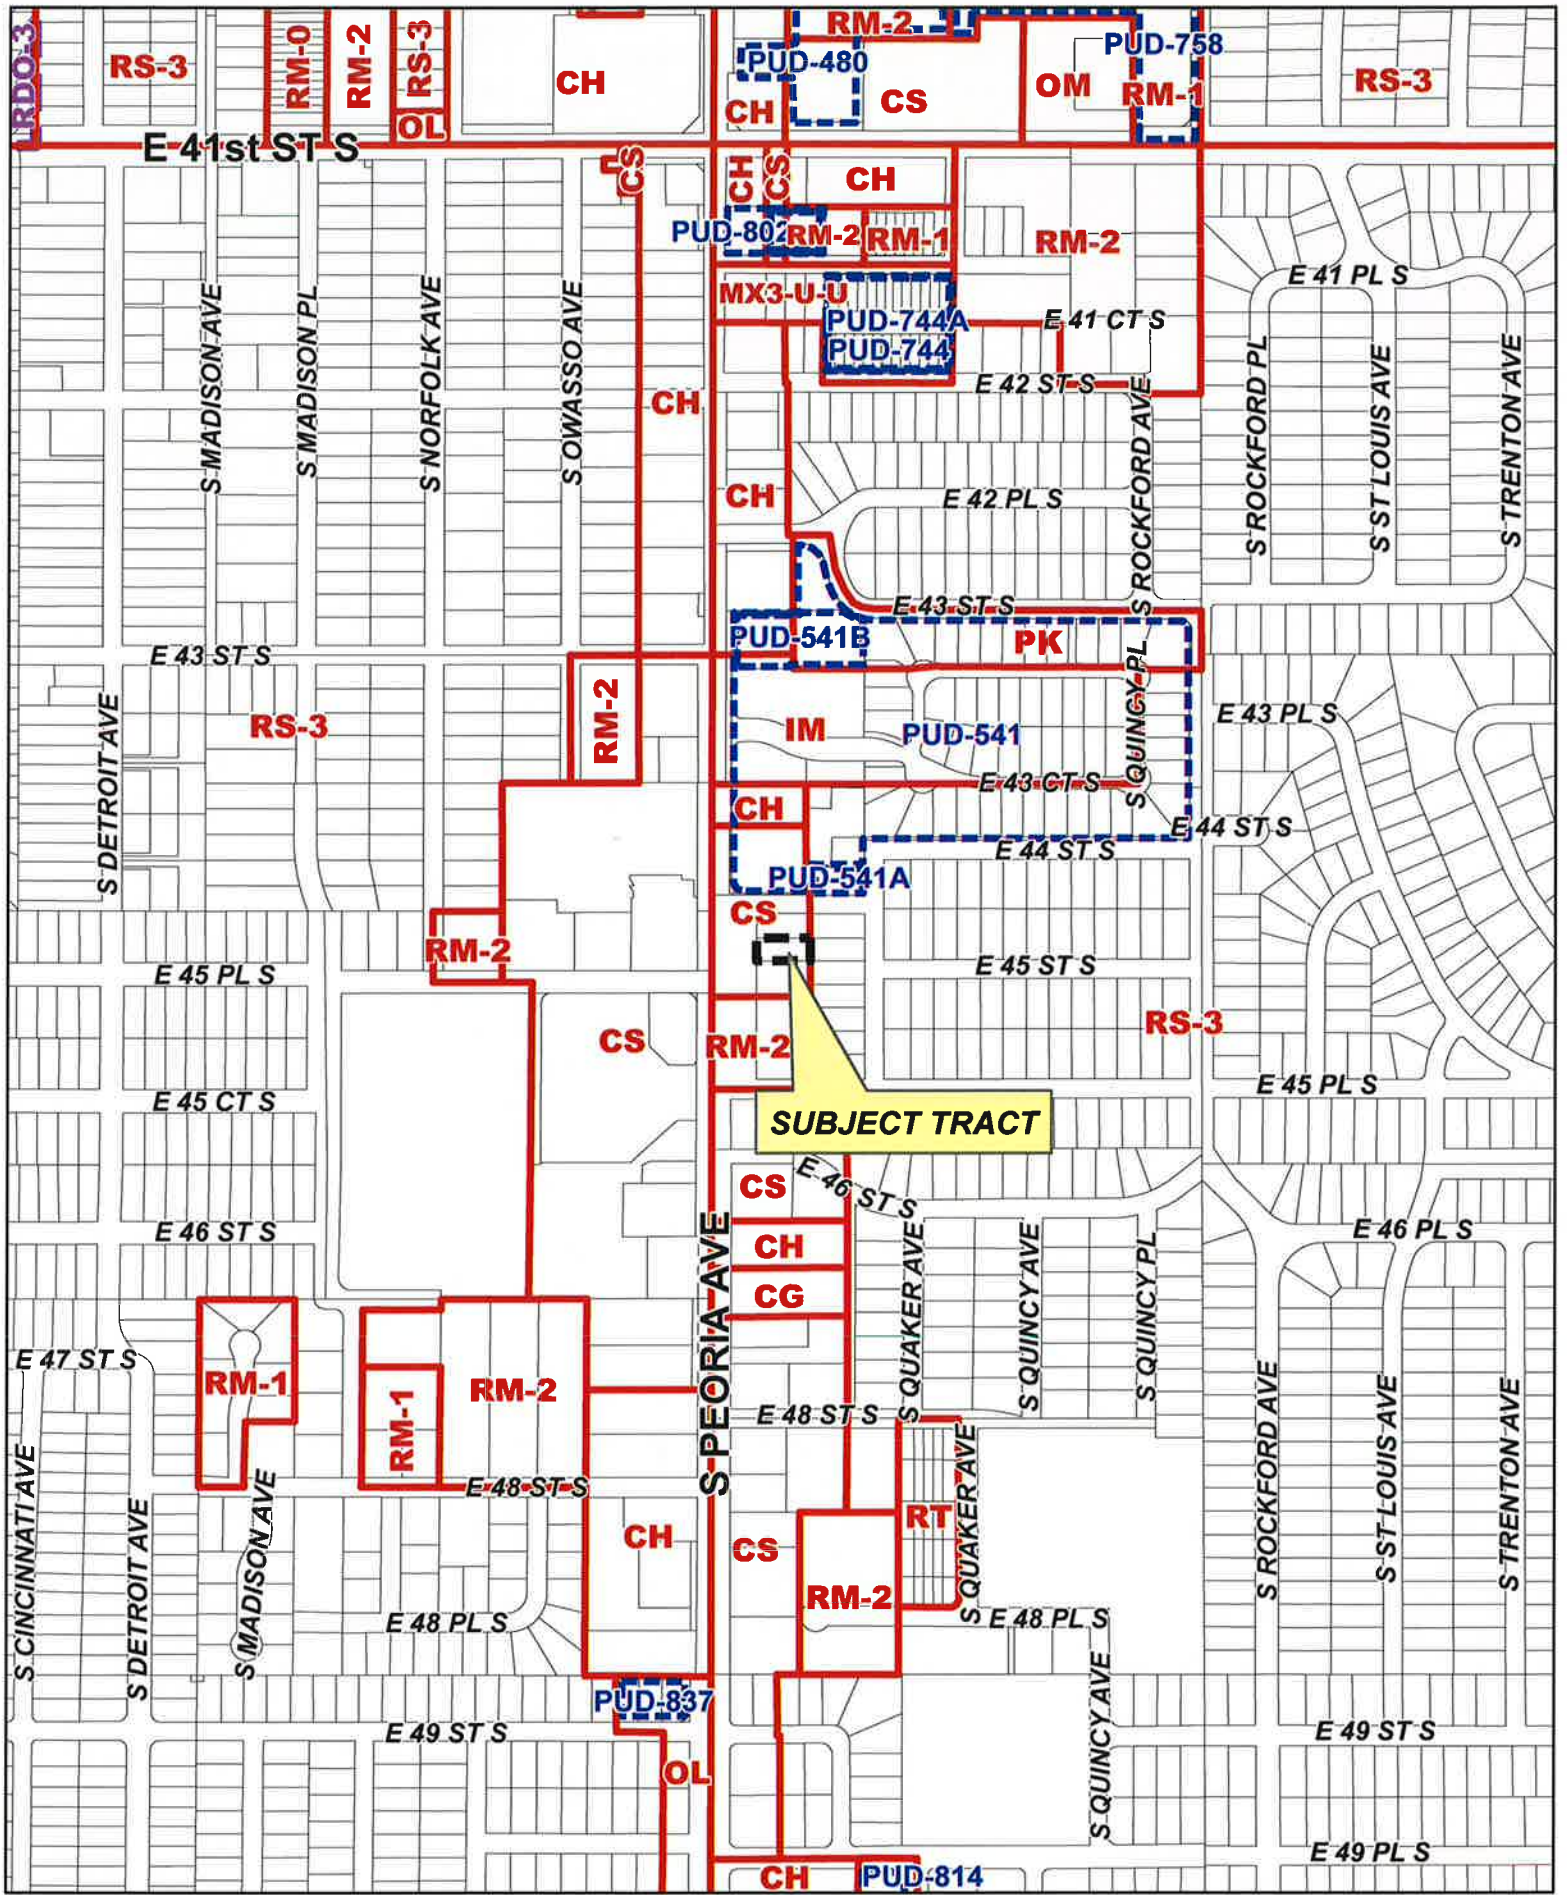 RM-2
PUD-758
LRDO-3
RS-3
RM-0
RM-2
RS-3
CH
PUD-480
CH
CS
OM
RM-1
RS-3
OL
E 41st ST S
CS
CH
CS
CH
PUD-802
RM-2
RM-1
RM-2
MX3-U-U
E 41 PL S
PUD-744A
E 41 CT S
PUD-744
E 42 ST S
S MADISON AVE
S MADISON PL
S NORFOLK AVE
S OWASSO AVE
CH
S ROCKFORD AVE
S ROCKFORD PL
S ST LOUIS AVE
S TRENTON AVE
CH
E 42 PL S
E 43 ST S
PUD-541B
PK
E 43 ST S
RM-2
RS-3
S DETROIT AVE
IM
PUD-541
S QUINCY PL
E 43 PL S
E 43 CT S
CH
E 44 ST S
E 44 ST S
PUD-541A
CS
RM-2
E 45 PL S
E 45 ST S
CS
RM-2
RS-3
E 45 CT S
E 45 PL S
SUBJECT TRACT
CS
E 46 ST S
E 46 ST S
E 46 PL S
CH
CG
S PEORIA AVE
S QUAKER AVE
S QUINCY AVE
S QUINCY PL
E 47 ST S
RM-1
RM-1
RM-2
E 48 ST S
E 48 ST S
S CINCINNATI AVE
S DETROIT AVE
S MADISON AVE
CH
CS
RT
S QUAKER AVE
S ROCKFORD AVE
S ST LOUIS AVE
S TRENTON AVE
RM-2
E 48 PL S
E 48 PL S
PUD-837
S QUINCY AVE
E 49 ST S
E 49 ST S
OL
E 49 PL S
CH
PUD-814